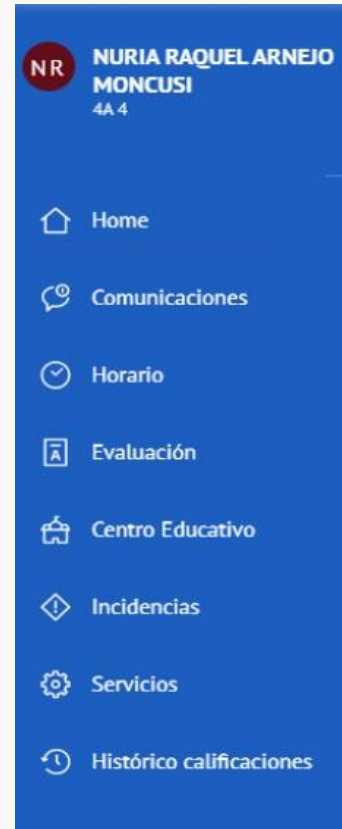 NR
NURIA RAQUEL ARNEJO
MONCUSI
4A 4
Home
Comunicaciones
Horario
A
Evaluación
Centro Educativo
Incidencias
Servicios
Histórico calificaciones